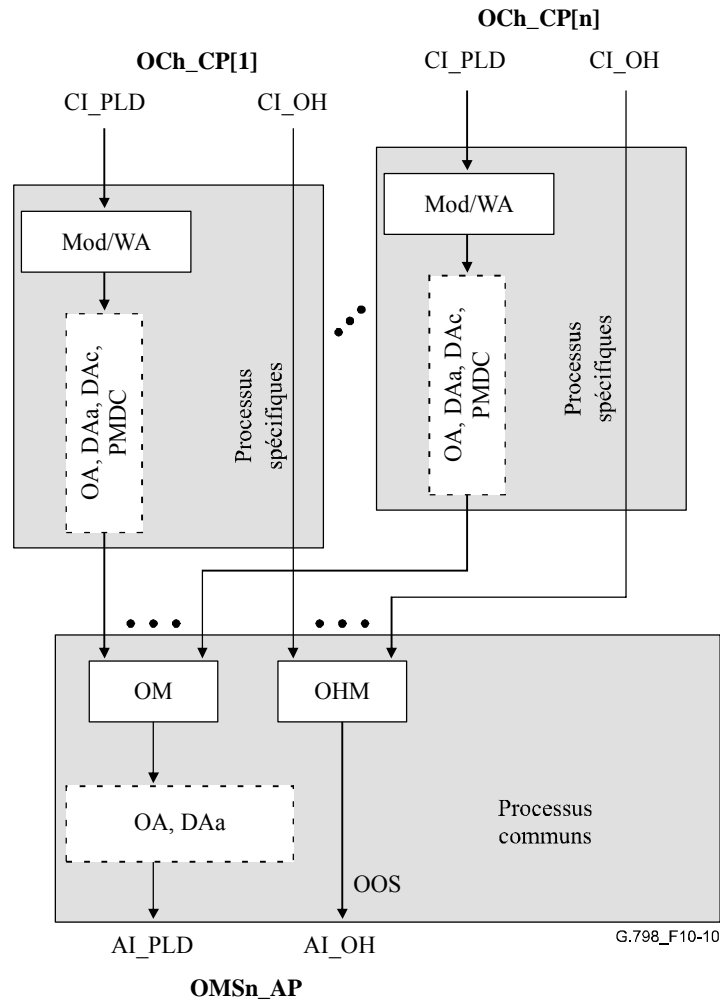 OCh_CP[n]
OCh_CP[1]
CI_PLD
CI_OH
CI_PLD
CI_OH
Mod/WA
Mod/WA
OA, DAa, DAc,
PMDC
Processus
spécifiques
OA, DAa, DAc,
PMDC
Processus
spécifiques
OM
OHM
OA, DAa
Processus
communs
OOS
AI_PLD
AI_OH
G.798_F10-10
OMSn_AP